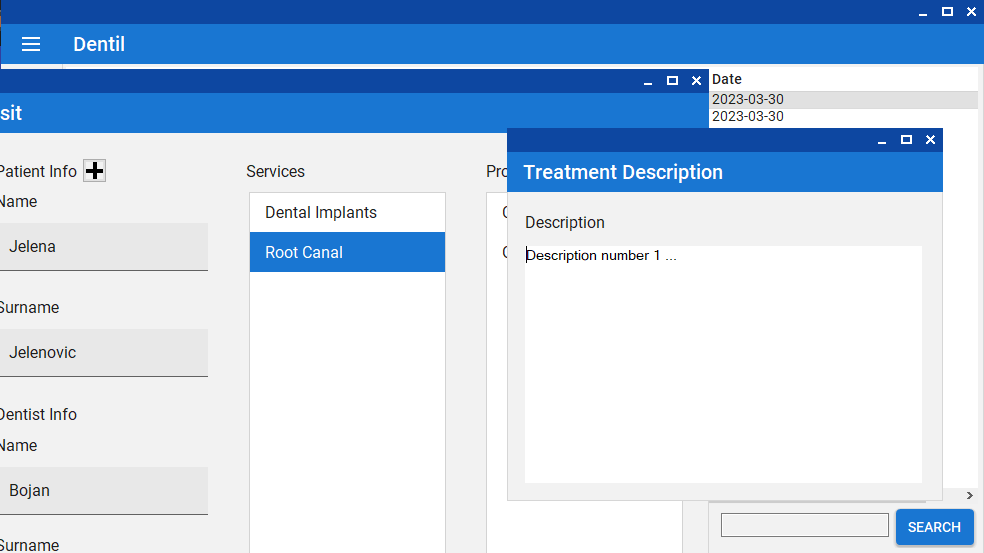 Dentil
Date
2023-03-30
2023-03-30
sit
Treatment Description
Patient Info
Services
Name
Dental Implants
Jelena
Description
Root Canal
Description number 1 ...
Surname
Jelenovic
Dentist Info
Name
Bojan
SEARCH
Surname